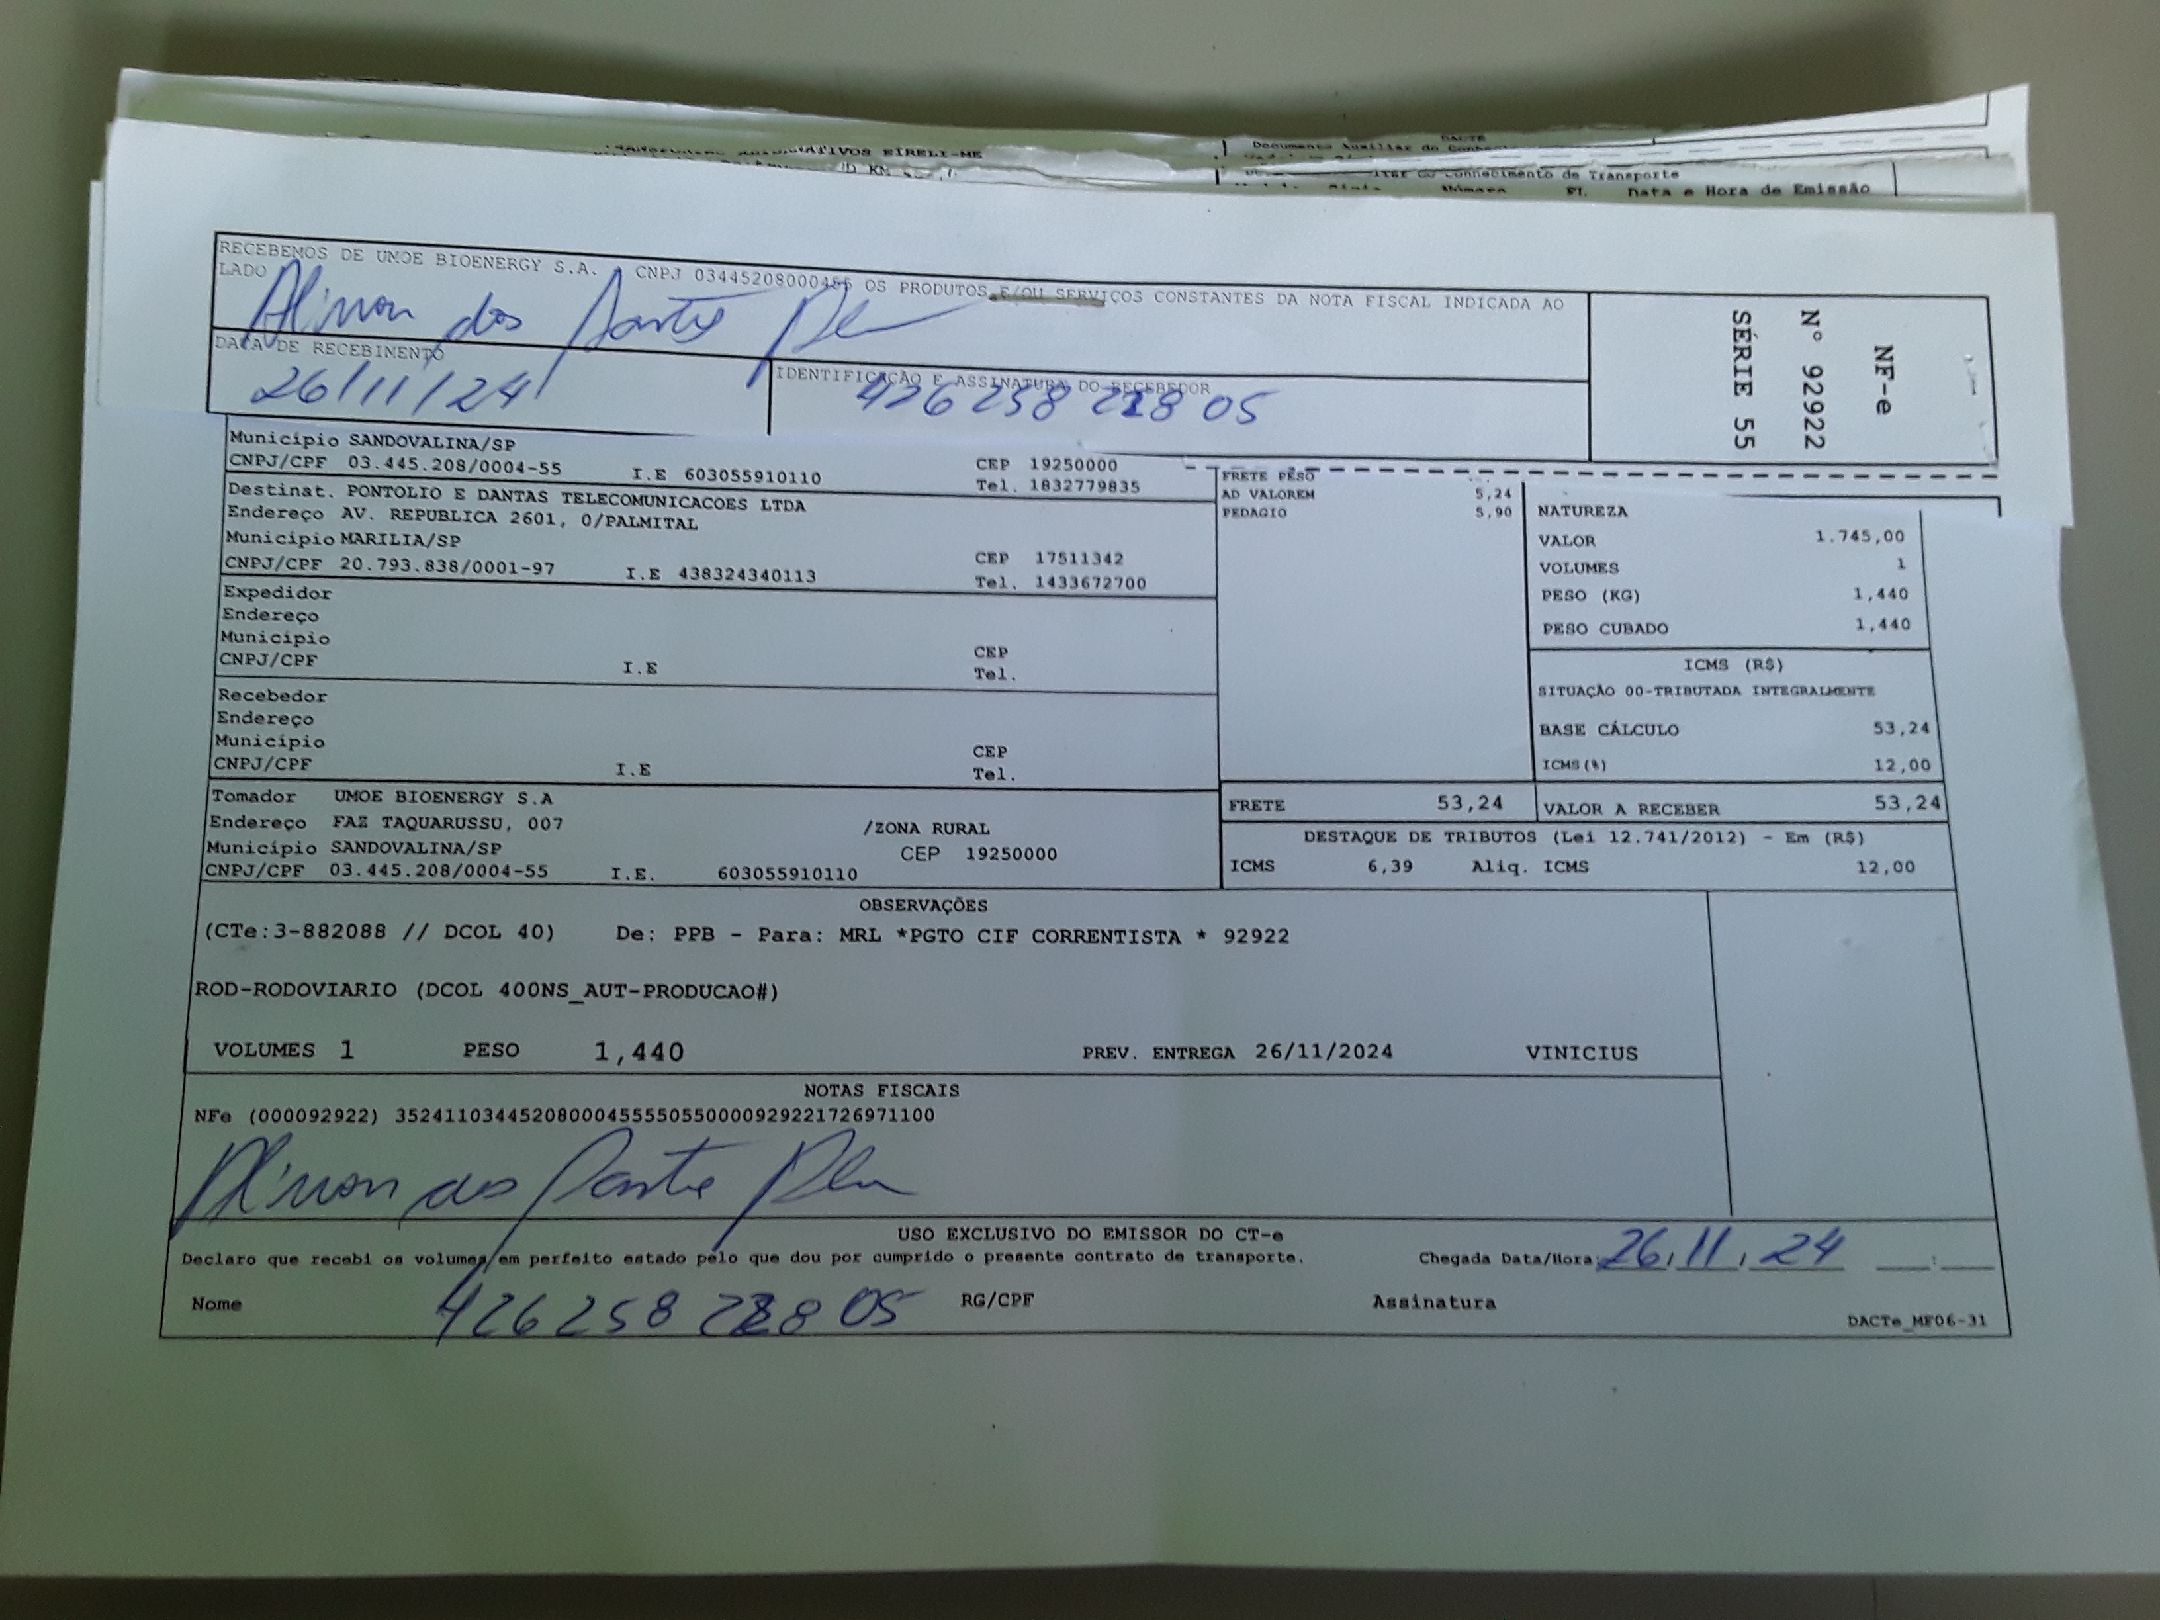 DACTE
Documento Auxiliar do
Conhecimento de Transporte
Data e Hora de Emissão
RECEBEMOS DE UMOE BIOENERGY S.A. - CNPJ 03445208000455 OS PRODUTOS E/OU SERVIÇOS CONSTANTES DA NOTA FISCAL INDICADA AO
LADO
dos
DATA DE RECEBIMENTO
26/11/24
IDENTIFICAÇÃO E ASSINATURA DO RECEBEDOR
NF-e
Nº 92922
SÉRIE 55
Município SANDOVALINA/SP
CNPJ/CPF 03.445.208/0004-55 I.E 603055910110
CEP 19250000
Tel. 1832779835
Destinat. PONTOLIO E DANTAS TELECOMUNICACOES LTDA
Endereço AV. REPUBLICA 2601, 0/PALMITAL
Município MARILIA/SP
CNPJ/CPF 20.793.838/0001-97 I.E 438324340113
CEP 17511342
Tel. 1433672700
Expedidor
Endereço
Município
CNPJ/CPF I.E
CEP
Tel.
Recebedor
Endereço
Município
CNPJ/CPF I.E
CEP
Tel.
Tomador UMOE BIOENERGY S.A
Endereço FAZ TAQUARUSSU, 007 /ZONA RURAL
Município SANDOVALINA/SP CEP 19250000
CNPJ/CPF 03.445.208/0004-55 I.E. 603055910110
FRETE PESO
AD VALOREM 5,24
PEDAGIO 5,90
NATUREZA
VALOR 1.745,00
VOLUMES 1
PESO (KG) 1,440
PESO CUBADO 1,440
ICMS (R$)
SITUAÇÃO 00-TRIBUTADA INTEGRALMENTE
BASE CÁLCULO 53,24
ICMS(%) 12,00
FRETE 53,24
VALOR A RECEBER 53,24
DESTAQUE DE TRIBUTOS (Lei 12.741/2012) - Em (R$)
ICMS 6,39 Aliq. ICMS 12,00
OBSERVAÇÕES
(CTe:3-882088 // DCOL 40) De: PPB - Para: MRL *PGTO CIF CORRENTISTA * 92922
ROD-RODOVIARIO (DCOL 400NS_AUT-PRODUCAO#)
VOLUMES 1 PESO 1,440 PREV. ENTREGA 26/11/2024 VINICIUS
NOTAS FISCAIS
NFe (000092922) 35241103445208000455550550000929221726971100
USO EXCLUSIVO DO EMISSOR DO CT-e
Declaro que recebi os volumes em perfeito estado pelo que dou por cumprido o presente contrato de transporte.
Chegada Data/Hora: 26/11/24
Nome RG/CPF Assinatura
DACTe_MF06-31